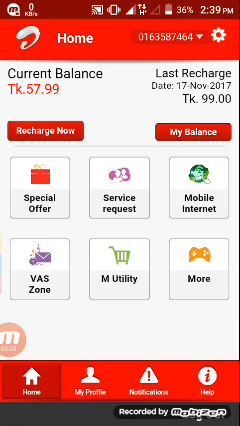 0
KB/s
36% 2:39 PM
Home
0163587464
Current Balance
Tk.57.99
Last Recharge
Date: 17-Nov-2017
Tk. 99.00
Recharge Now
My Balance
Special
Offer
Service
request
Mobile
Internet
VAS
Zone
M Utility
More
Home
My Profile
Notifications
Help
Recorded by mobizen